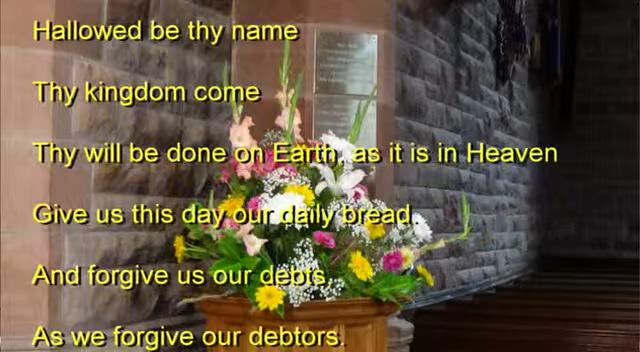 Hallowed be thy name
Thy kingdom come
Thy will be done on Earth, as it is in Heaven
Give us this day our daily bread.
And forgive us our debts,
As we forgive our debtors.